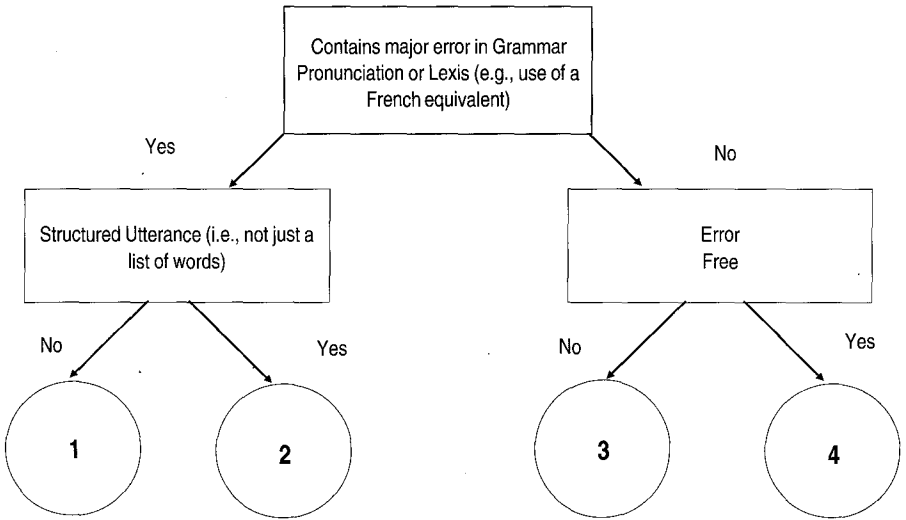 Contains major error in Grammar
Pronunciation or Lexis (e.g., use of a
French equivalent)
Yes
No
Structured Utterance (i.e., not just a
list of words)
Error
Free
No
Yes
No
Yes
1
2
3
4